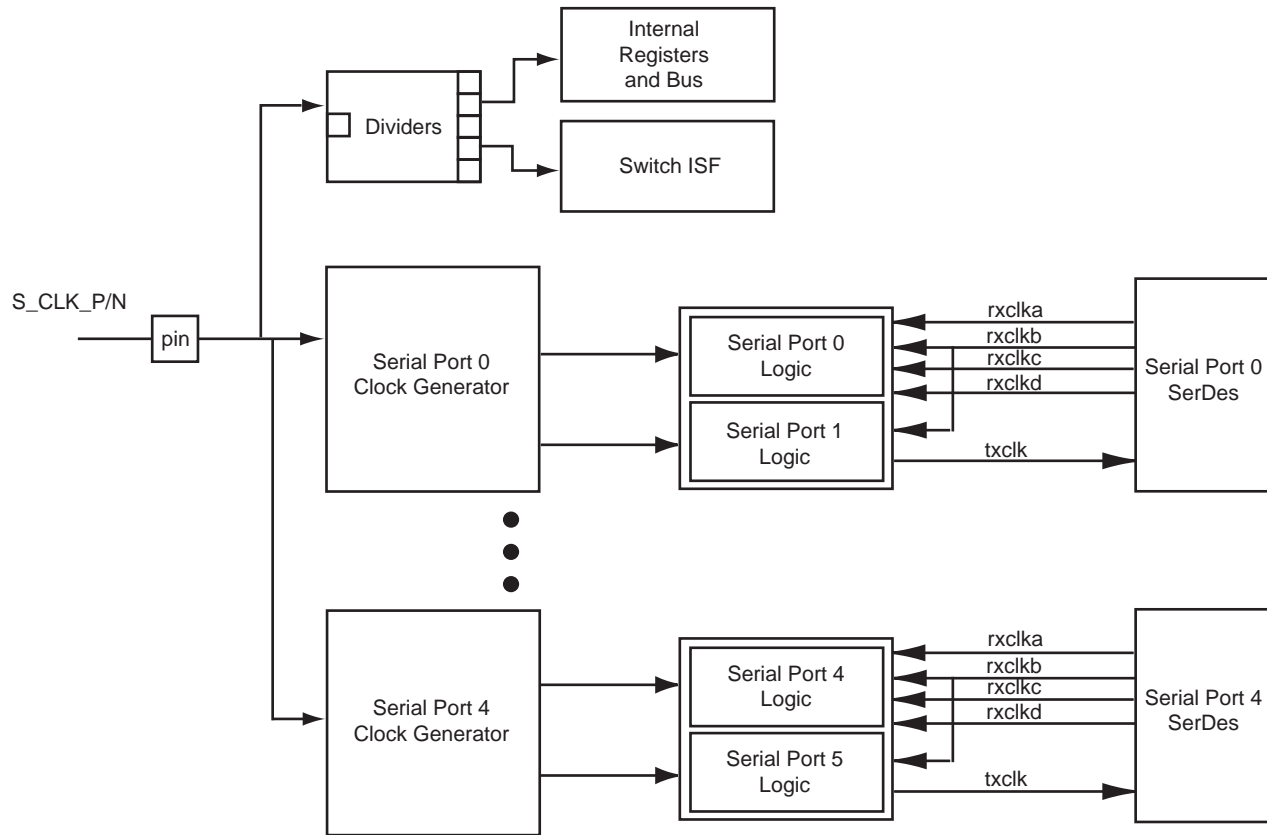 Internal
Registers
and Bus
Dividers
Switch ISF
S_CLK_P/N
pin
Serial Port 0
Clock Generator
Serial Port 0
Logic
Serial Port 1
Logic
rxclka
rxclkb
rxclkc
rxclkd
txclk
Serial Port 0
SerDes
Serial Port 4
Clock Generator
Serial Port 4
Logic
Serial Port 5
Logic
rxclka
rxclkb
rxclkc
rxclkd
txclk
Serial Port 4
SerDes